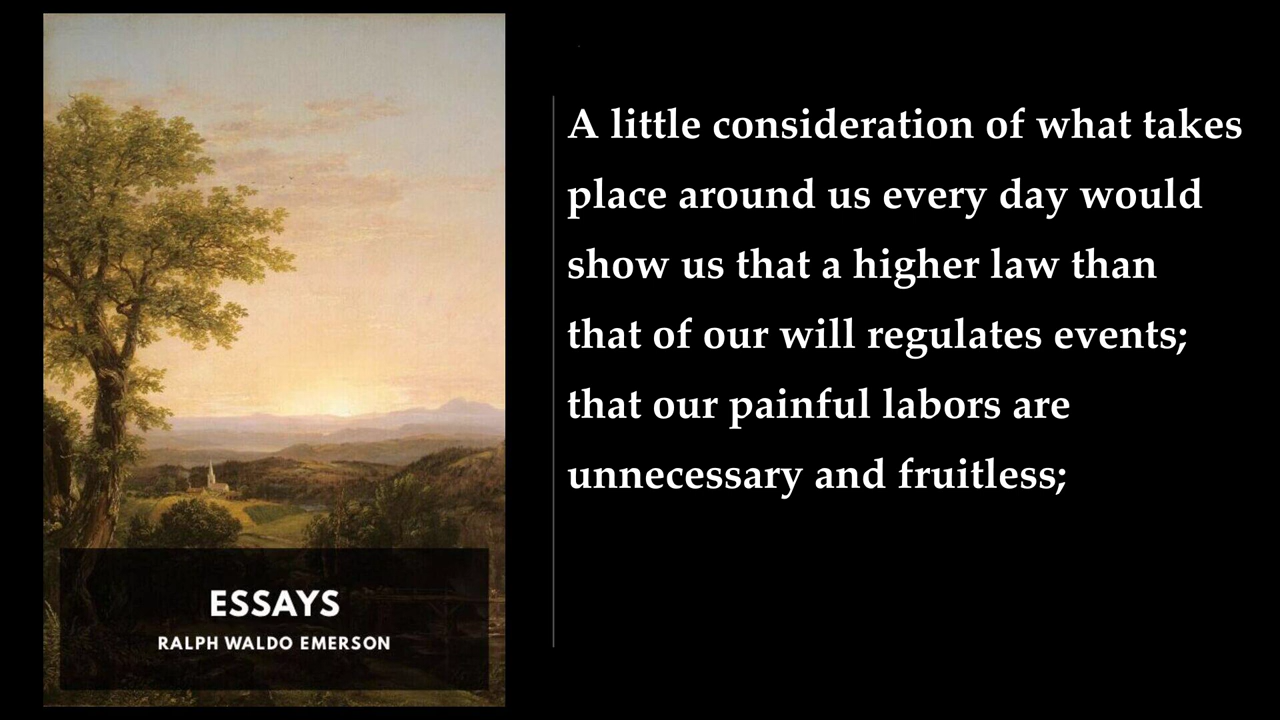 ESSAYS
RALPH WALDO EMERSON
A little consideration of what takes
place around us every day would
show us that a higher law than
that of our will regulates events;
that our painful labors are
unnecessary and fruitless;